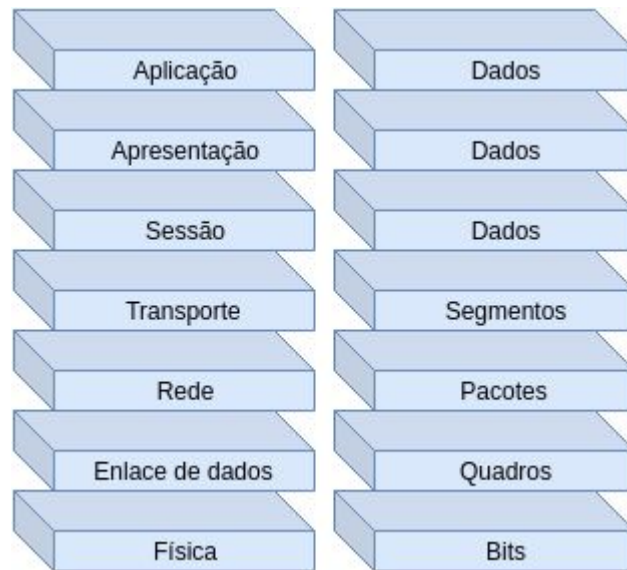 Aplicação
Dados
Apresentação
Dados
Sessão
Dados
Transporte
Segmentos
Rede
Pacotes
Enlace de dados
Quadros
Física
Bits